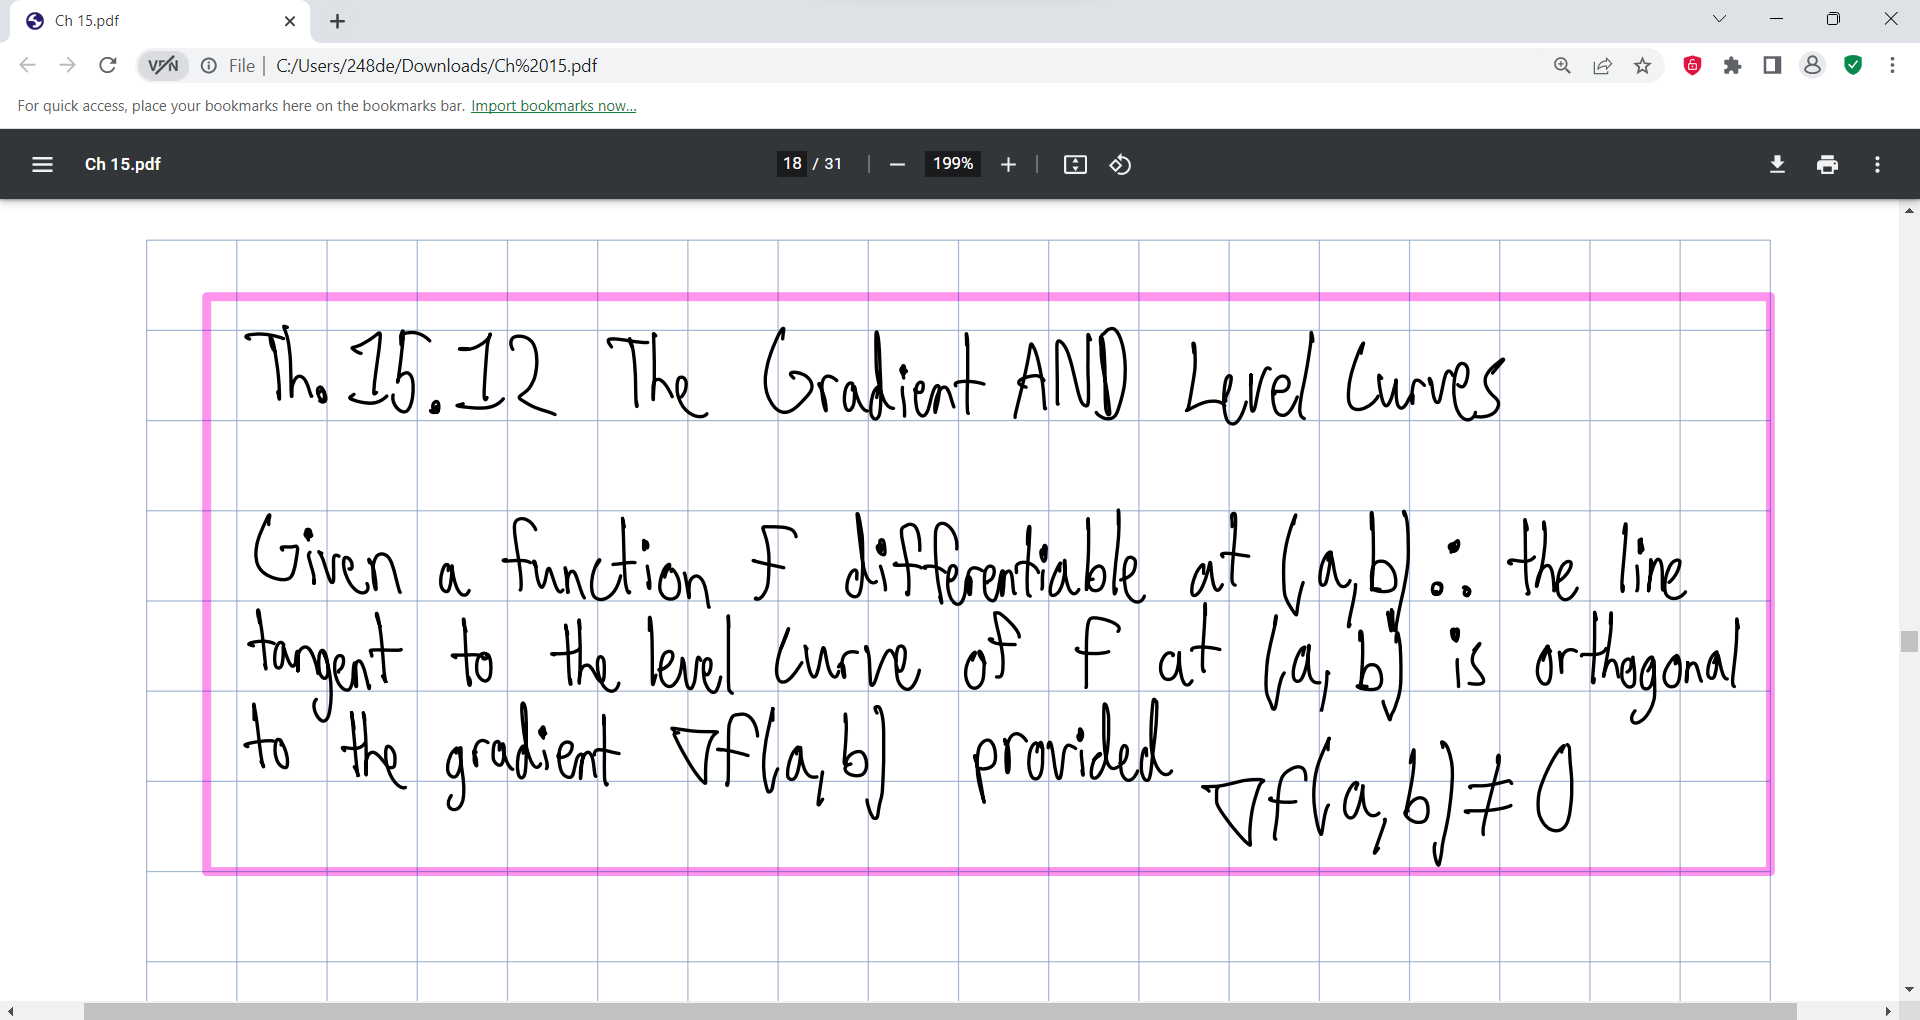 Ch 15.pdf
VPN File C:/Users/248de/Downloads/Ch%2015.pdf
For quick access, place your bookmarks here on the bookmarks bar. Import bookmarks now...
Ch 15.pdf 18 / 31 199%
Th. 15.12 The Gradient AND Level Curves
Given a function f differentiable at (a,b) ∴ the line
tangent to the level curve of f at (a,b) is orthogonal
to the gradient ∇f(a,b) provided ∇f(a,b) ≠ 0